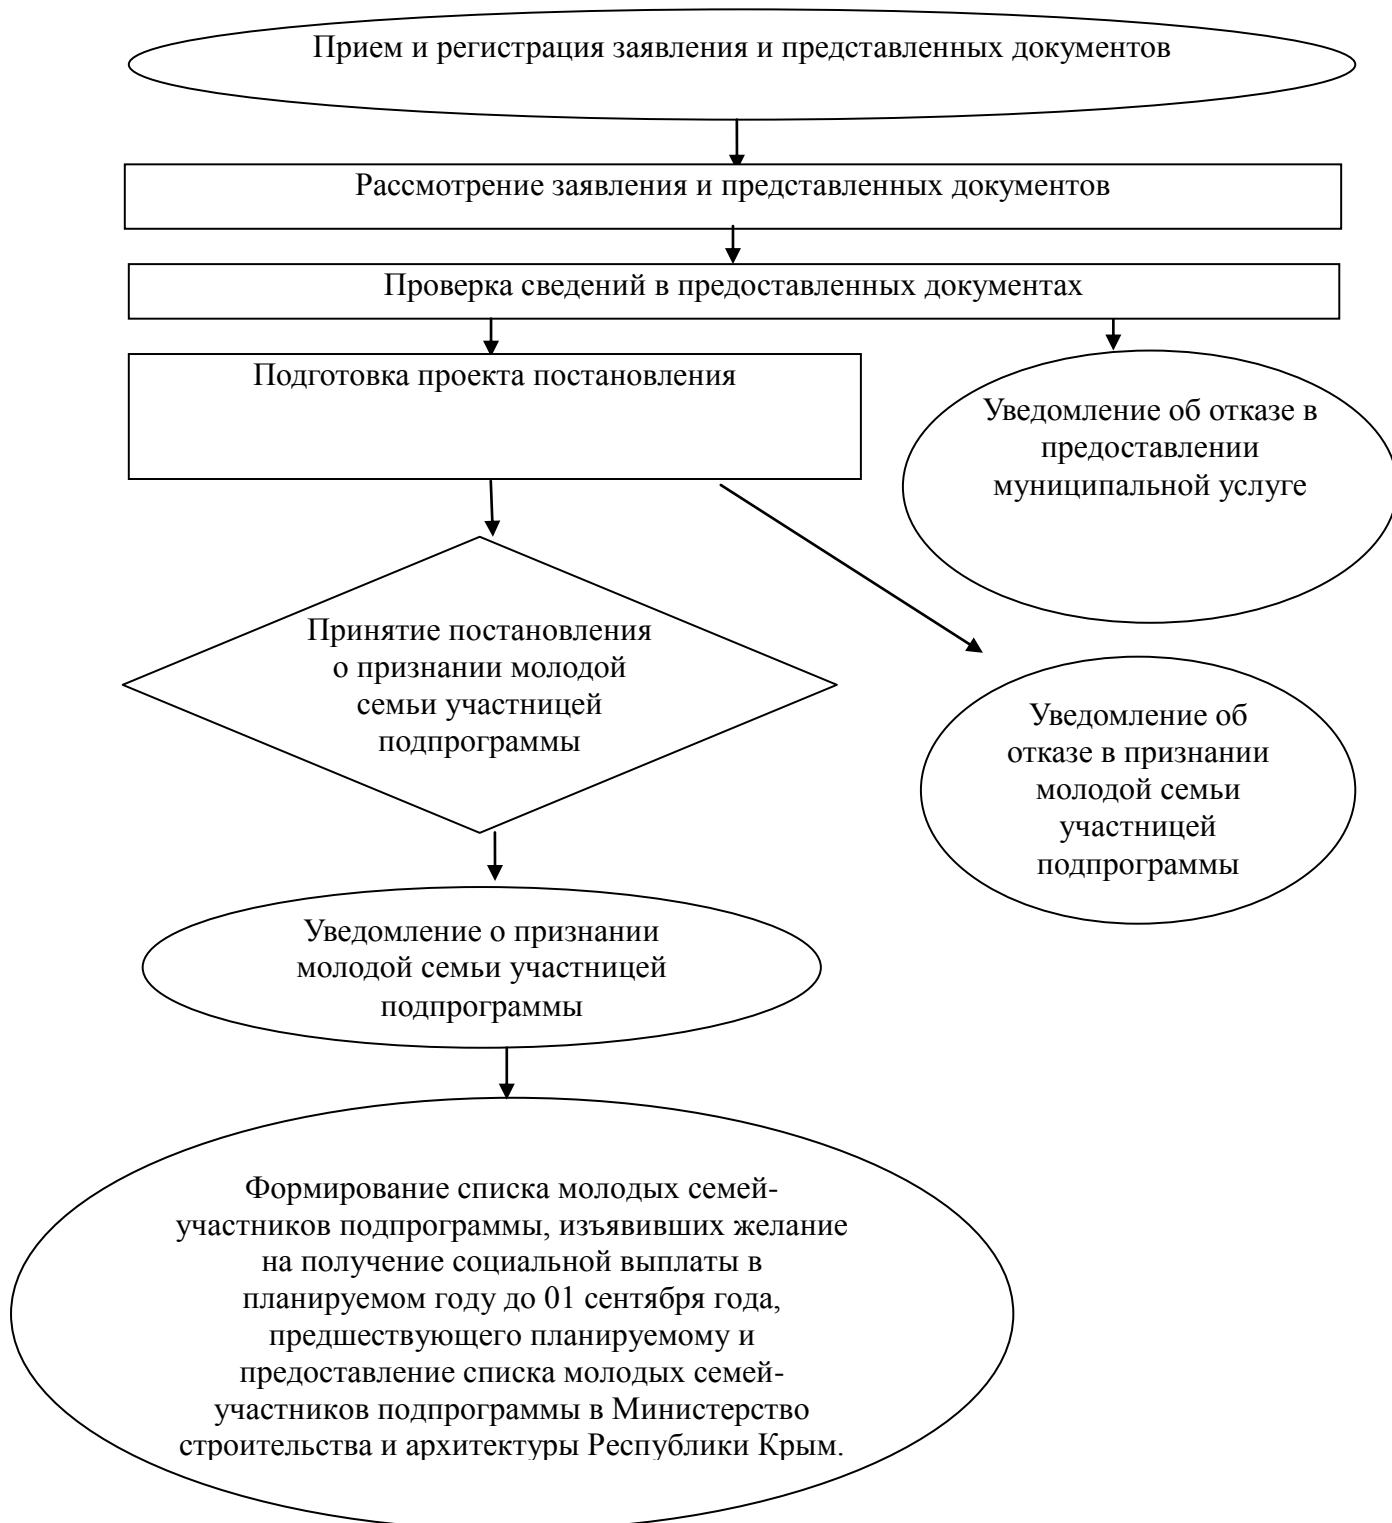 Прием и регистрация заявления и представленных документов
Рассмотрение заявления и представленных документов
Проверка сведений в предоставленных документах
Подготовка проекта постановления
Уведомление об отказе в
предоставлении
муниципальной услуге
Принятие постановления
о признании молодой
семьи участницей
подпрограммы
Уведомление об
отказе в признании
молодой семьи
участницей
подпрограммы
Уведомление о признании
молодой семьи участницей
подпрограммы
Формирование списка молодых семей-
участников подпрограммы, изъявивших желание
на получение социальной выплаты в
планируемом году до 01 сентября года,
предшествующего планируемому и
предоставление списка молодых семей-
участников подпрограммы в Министерство
строительства и архитектуры Республики Крым.